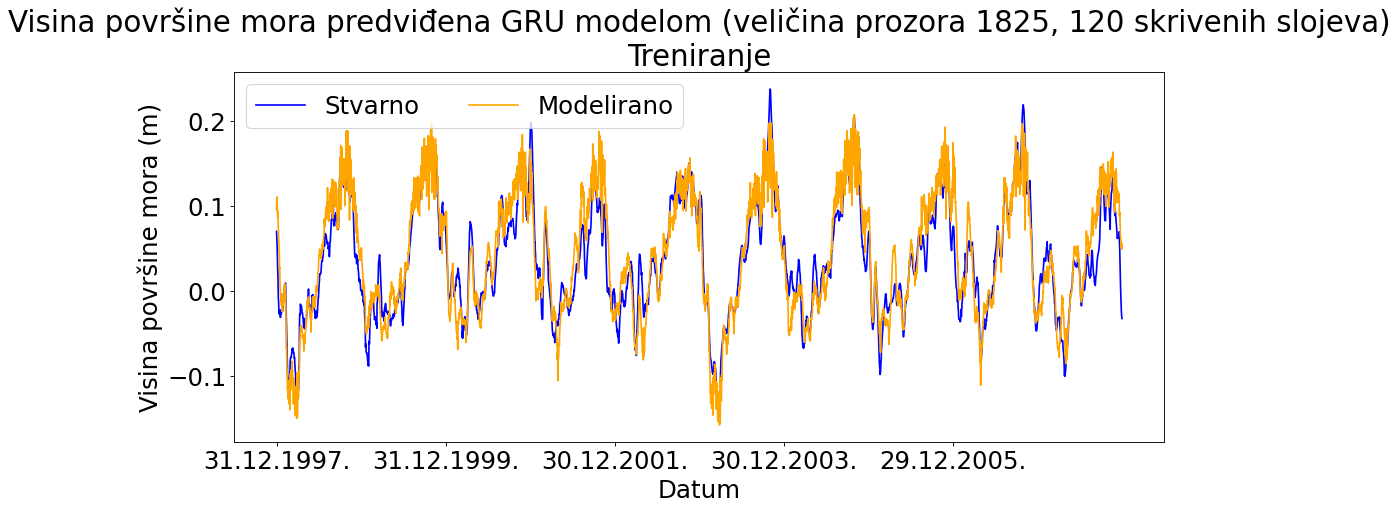 Visina površine mora predviđena GRU modelom (veličina prozora 1825, 120 skrivenih slojeva)
Treniranje
Stvarno
Modelirano
Visina površine mora (m)
0.2
0.1
0.0
−0.1
31.12.1997.
31.12.1999.
30.12.2001.
30.12.2003.
29.12.2005.
Datum